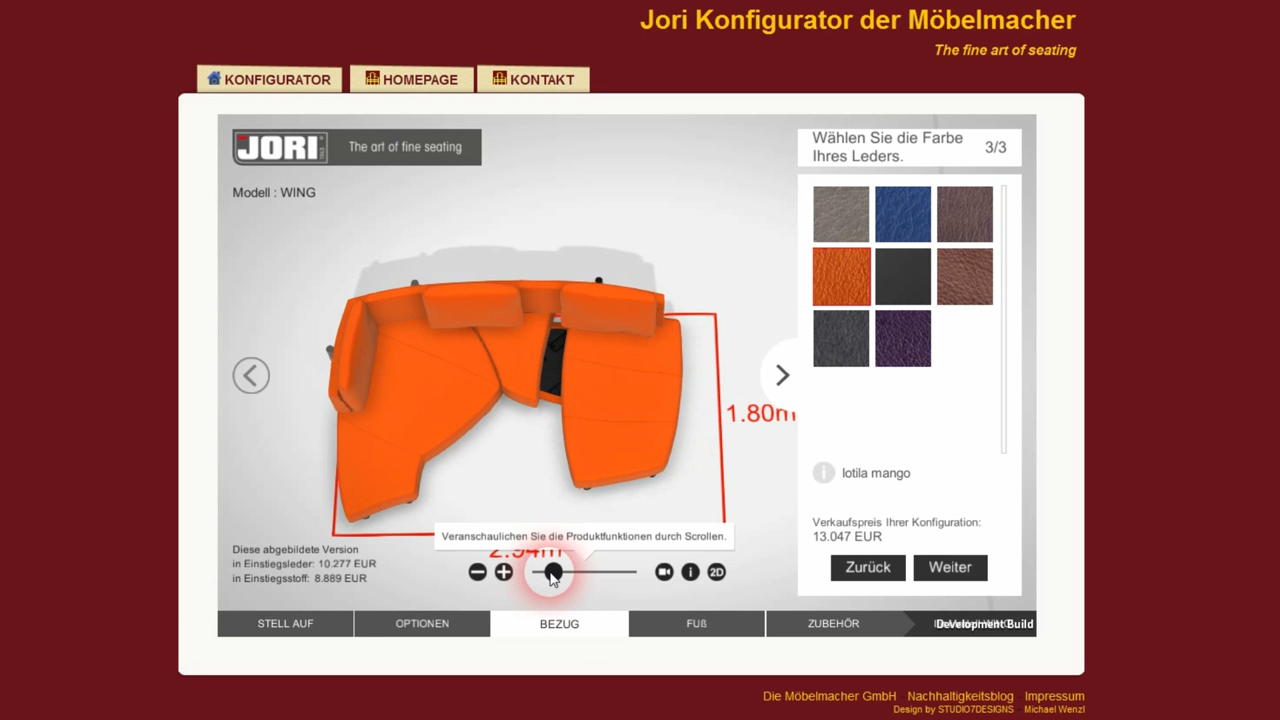 Jori Konfigurator der Möbelmacher
The fine art of seating
KONFIGURATOR
HOMEPAGE
KONTAKT
JORI The art of fine seating
Wählen Sie die Farbe
Ihres Leders.
3/3
Modell : WING
1.80m
lotila mango
Verkaufspreis Ihrer Konfiguration:
13.047 EUR
Zurück
Weiter
Veranschaulichen Sie die Produktfunktionen durch Scrollen.
2.94m
Diese abgebildete Version
in Einstiegsleder: 10.277 EUR
in Einstiegsstoff: 8.889 EUR
2D
STELL AUF
OPTIONEN
BEZUG
FUß
ZUBEHÖR
Development Build
Die Möbelmacher GmbH Nachhaltigkeitsblog Impressum
Design by STUDIO7DESIGNS Michael Wenzl